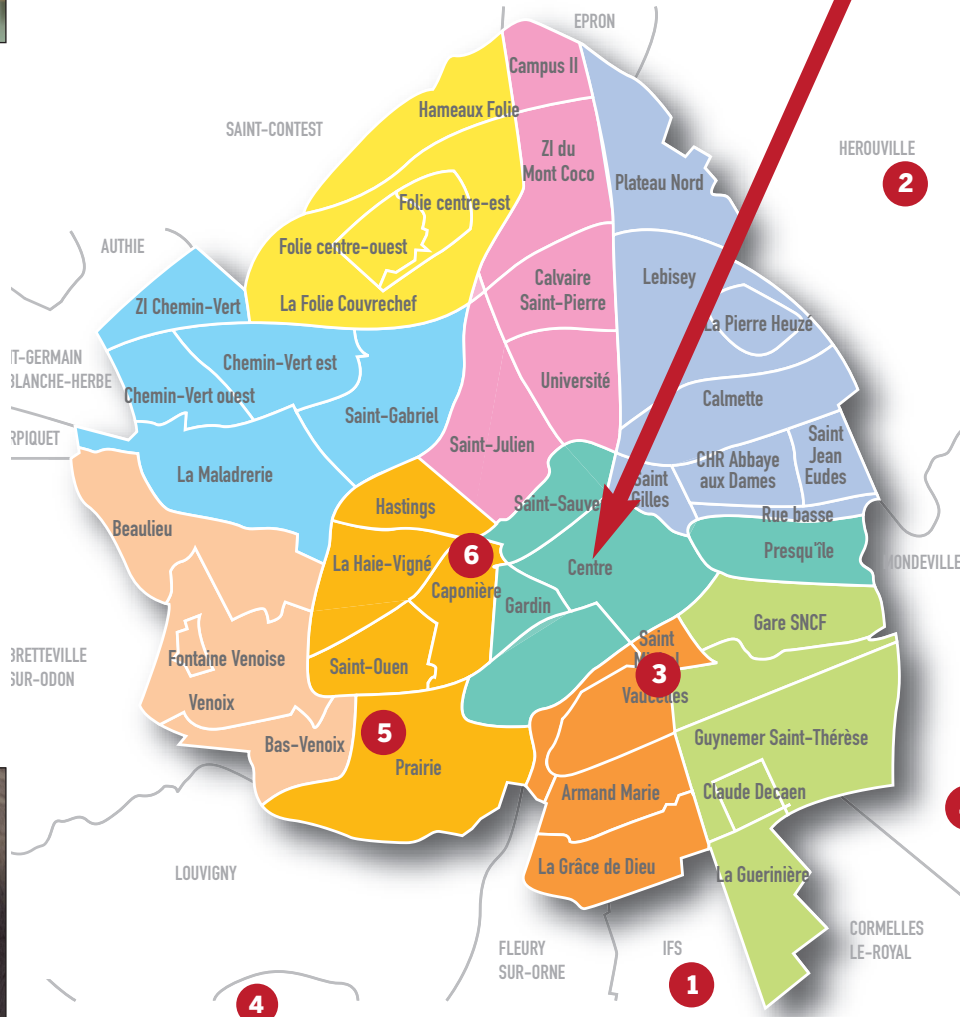 EPRON
Campus II
Hameaux Folie
SAINT-CONTEST
ZI du
Mont Coco
HEROUVILLE
2
Plateau Nord
Folie centre-est
Folie centre-ouest
AUTHIE
Calvaire
Saint-Pierre
Lebisey
ZI Chemin-Vert
La Folie Couvrechef
La Pierre Heuzé
T-GERMAIN
BLANCHE-HERBE
Chemin-Vert est
Chemin-Vert ouest
Université
Calmette
Saint-Gabriel
RPIQUET
Saint-Julien
Saint
Jean
Eudes
CHR Abbaye
aux Dames
La Maladrerie
Saint
Gilles
Hastings
Saint-Sauve
Rue basse
Beaulieu
Presqu'île
MONDEVILLE
6
La Haie-Vigné
Centre
Caponière
Gardin
Gare SNCF
Saint
3
Vaucelles
BRETTEVILLE
SUR-ODON
Fontaine Venoise
Saint-Ouen
Venoix
5
Bas-Venoix
Prairie
Guynemer Saint-Thérèse
Armand Marie
Claude Decaen
La Grâce de Dieu
La Guerinière
LOUVIGNY
CORMELLES
LE-ROYAL
FLEURY
SUR-ORNE
IFS
1
4